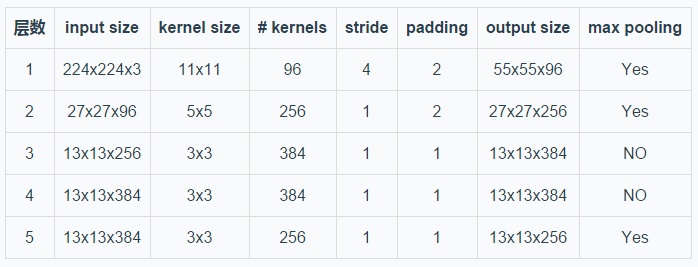 层数 input size kernel size # kernels stride padding output size max pooling
1 224x224x3 11x11 96 4 2 55x55x96 Yes
2 27x27x96 5x5 256 1 2 27x27x256 Yes
3 13x13x256 3x3 384 1 1 13x13x384 NO
4 13x13x384 3x3 384 1 1 13x13x384 NO
5 13x13x384 3x3 256 1 1 13x13x256 Yes